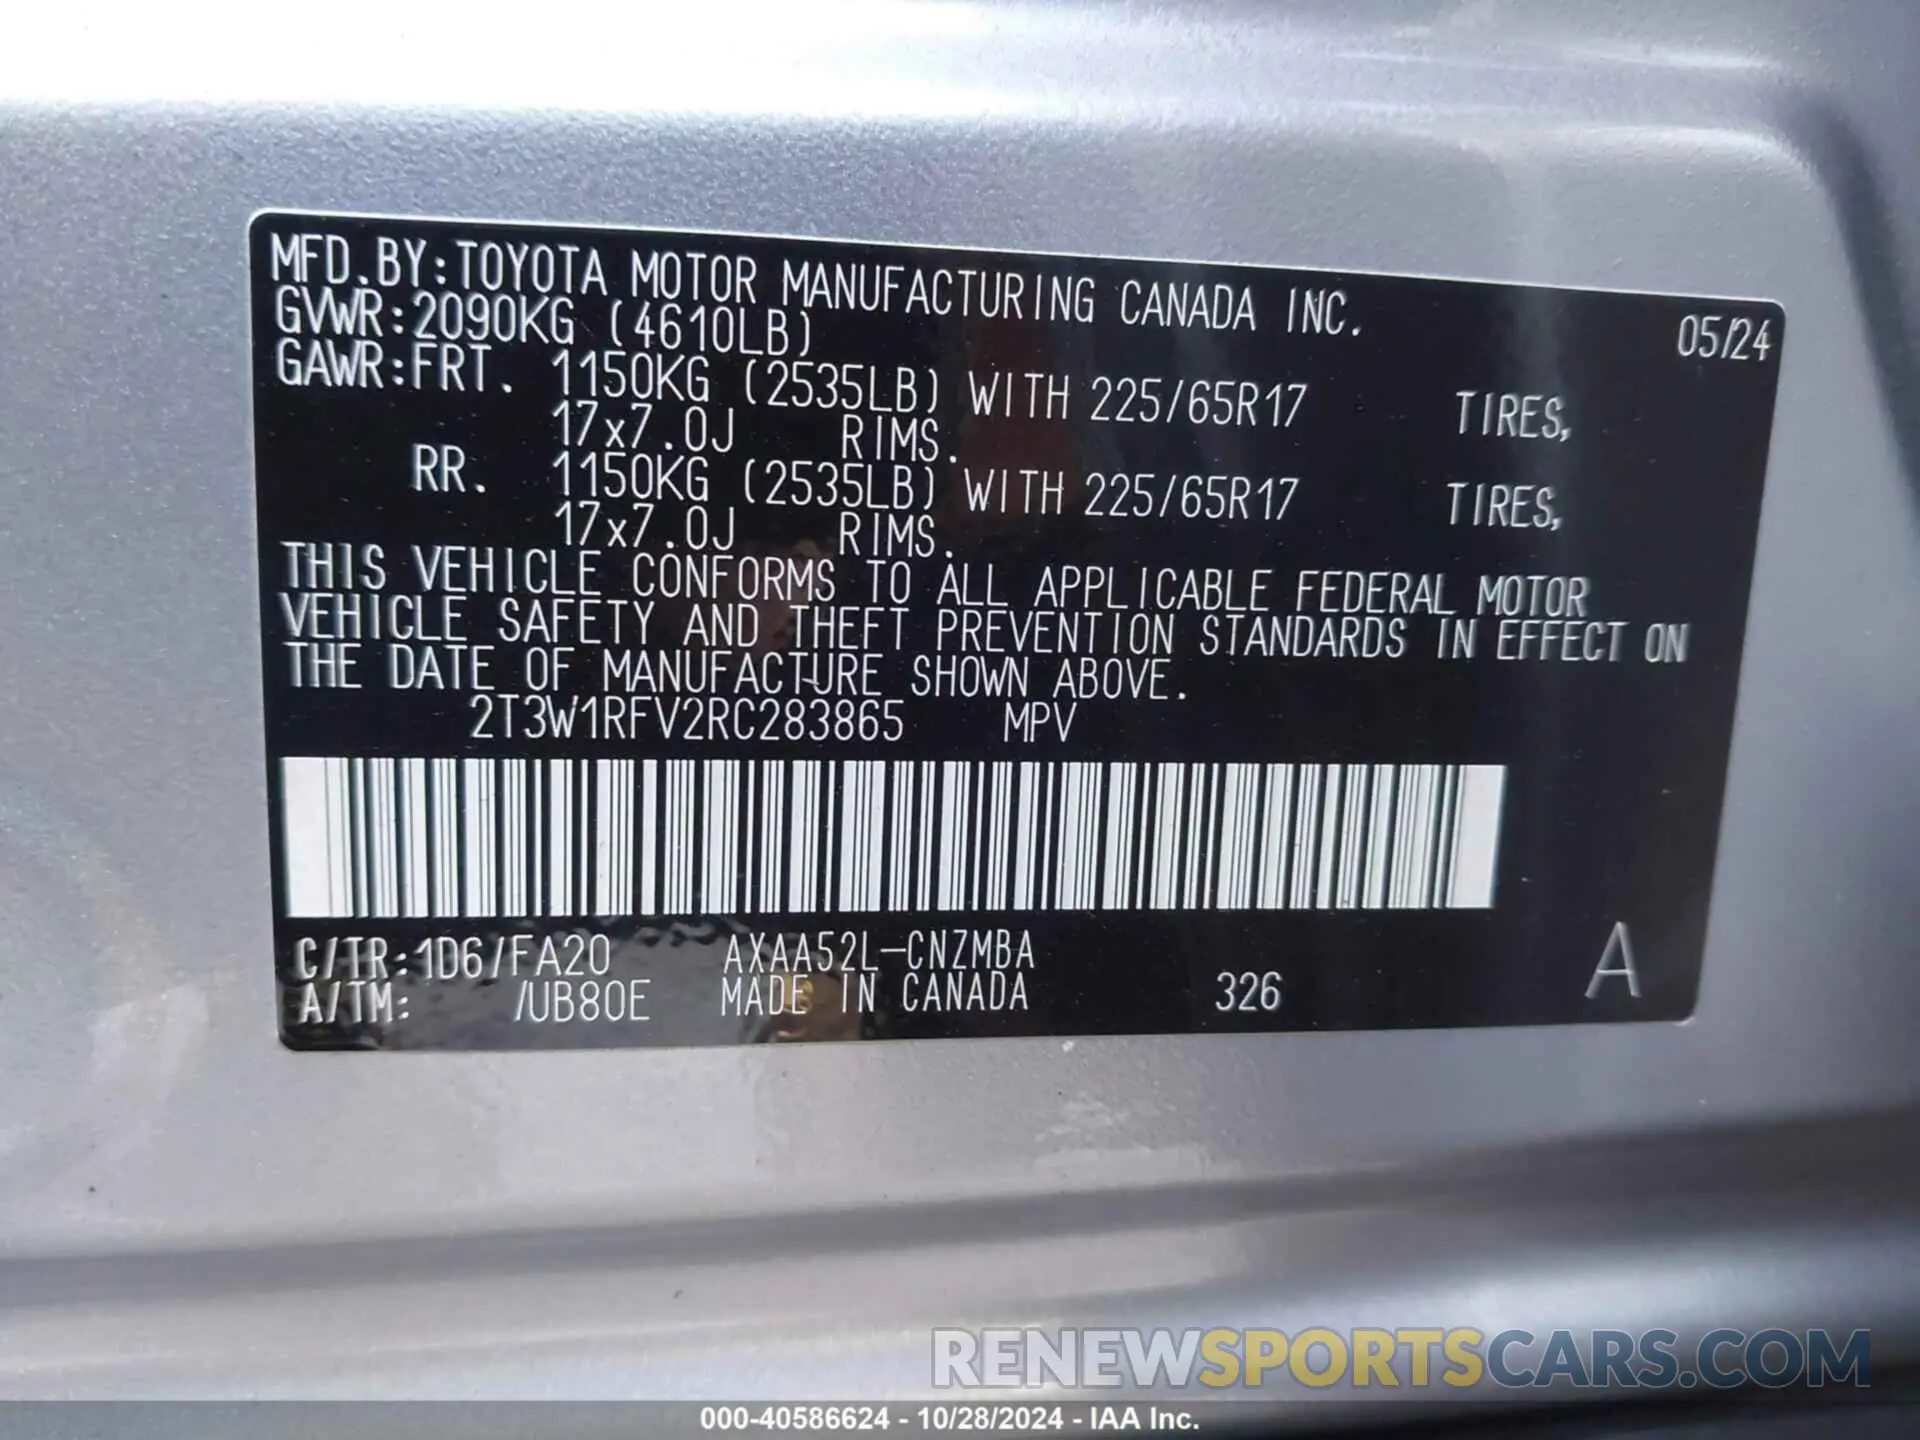 MFD.BY:TOYOTA MOTOR MANUFACTURING CANADA INC. 05/24
GVWR:2090KG (4610LB)
GAWR:FRT. 1150KG (2535LB) WITH 225/65R17 TIRES,
17x7.0J RIMS.
RR. 1150KG (2535LB) WITH 225/65R17 TIRES,
17x7.0J RIMS.
THIS VEHICLE CONFORMS TO ALL APPLICABLE FEDERAL MOTOR
VEHICLE SAFETY AND THEFT PREVENTION STANDARDS IN EFFECT ON
THE DATE OF MANUFACTURE SHOWN ABOVE.
2T3W1RFV2RC283865 MPV
C/TR:1D6/FA20 AXAA52L-CNZMBA
A/TM: /UB80E MADE IN CANADA 326 A
RENEWSPORTSCARS.COM
000-40586624 - 10/28/2024 - IAA Inc.